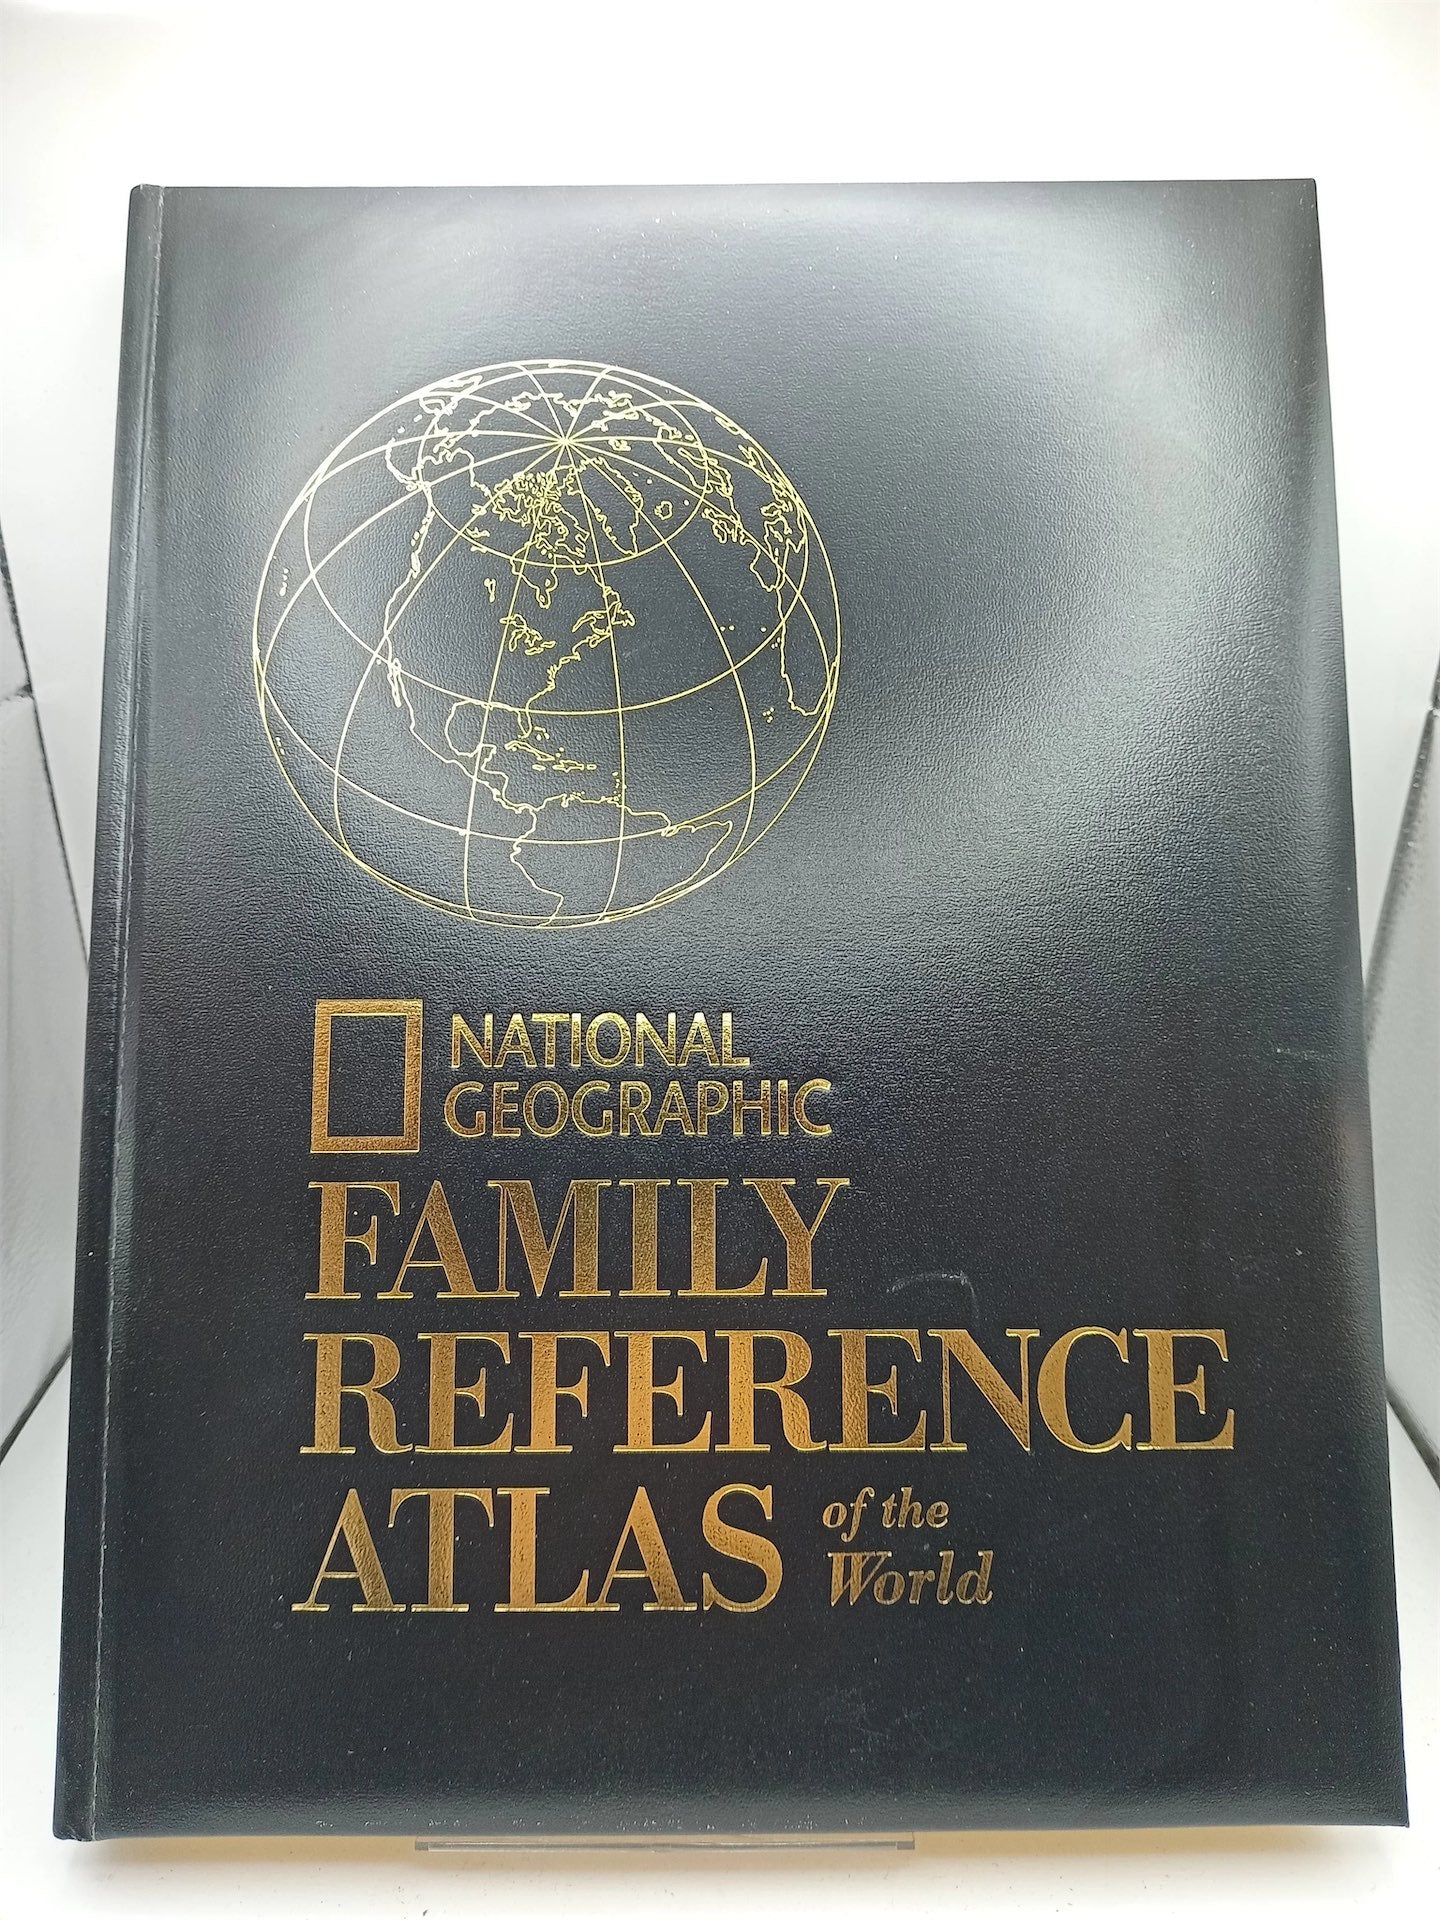 NATIONAL
GEOGRAPHIC
FAMILY
REFERENCE
ATLAS of the
World